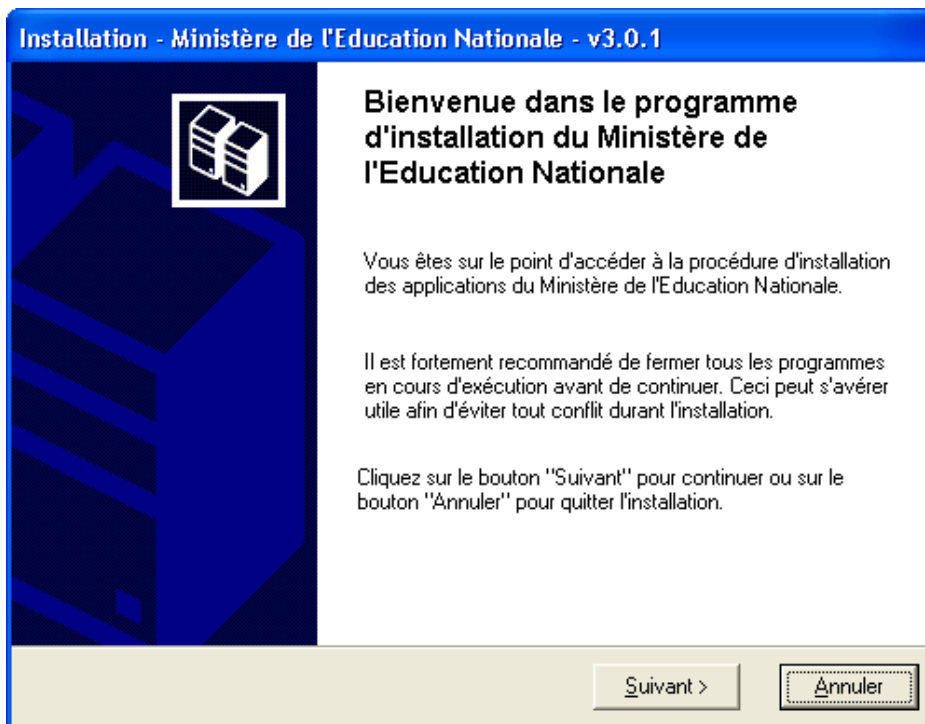 Installation - Ministère de l'Education Nationale - v3.0.1
Bienvenue dans le programme
d'installation du Ministère de
l'Education Nationale
Vous êtes sur le point d'accéder à la procédure d'installation
des applications du Ministère de l'Education Nationale.
Il est fortement recommandé de fermer tous les programmes
en cours d'exécution avant de continuer. Ceci peut s'avérer
utile afin d'éviter tout conflit durant l'installation.
Cliquez sur le bouton "Suivant" pour continuer ou sur le
bouton "Annuler" pour quitter l'installation.
Suivant >
Annuler